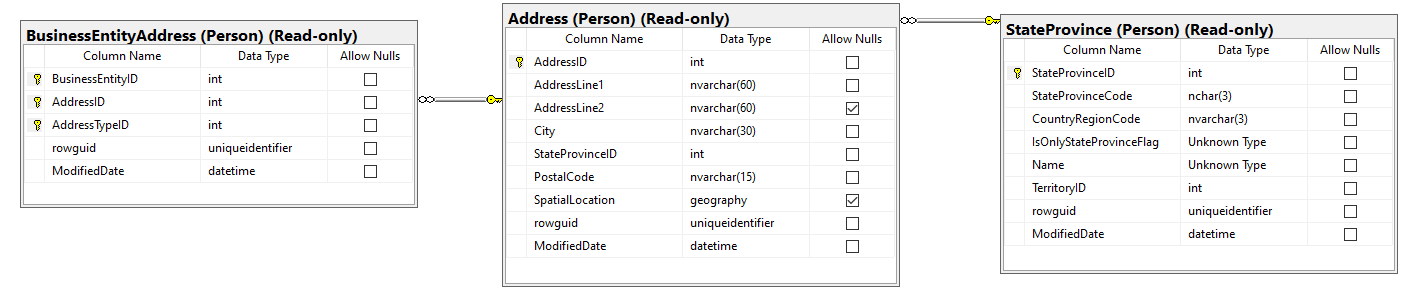 BusinessEntityAddress (Person) (Read-only)
Column Name Data Type Allow Nulls
BusinessEntityID int
AddressID int
AddressTypeID int
rowguid uniqueidentifier
ModifiedDate datetime
Address (Person) (Read-only)
Column Name Data Type Allow Nulls
AddressID int
AddressLine1 nvarchar(60)
AddressLine2 nvarchar(60)
City nvarchar(30)
StateProvinceID int
PostalCode nvarchar(15)
SpatialLocation geography
rowguid uniqueidentifier
ModifiedDate datetime
StateProvince (Person) (Read-only)
Column Name Data Type Allow Nulls
StateProvinceID int
StateProvinceCode nchar(3)
CountryRegionCode nvarchar(3)
IsOnlyStateProvinceFlag Unknown Type
Name Unknown Type
TerritoryID int
rowguid uniqueidentifier
ModifiedDate datetime